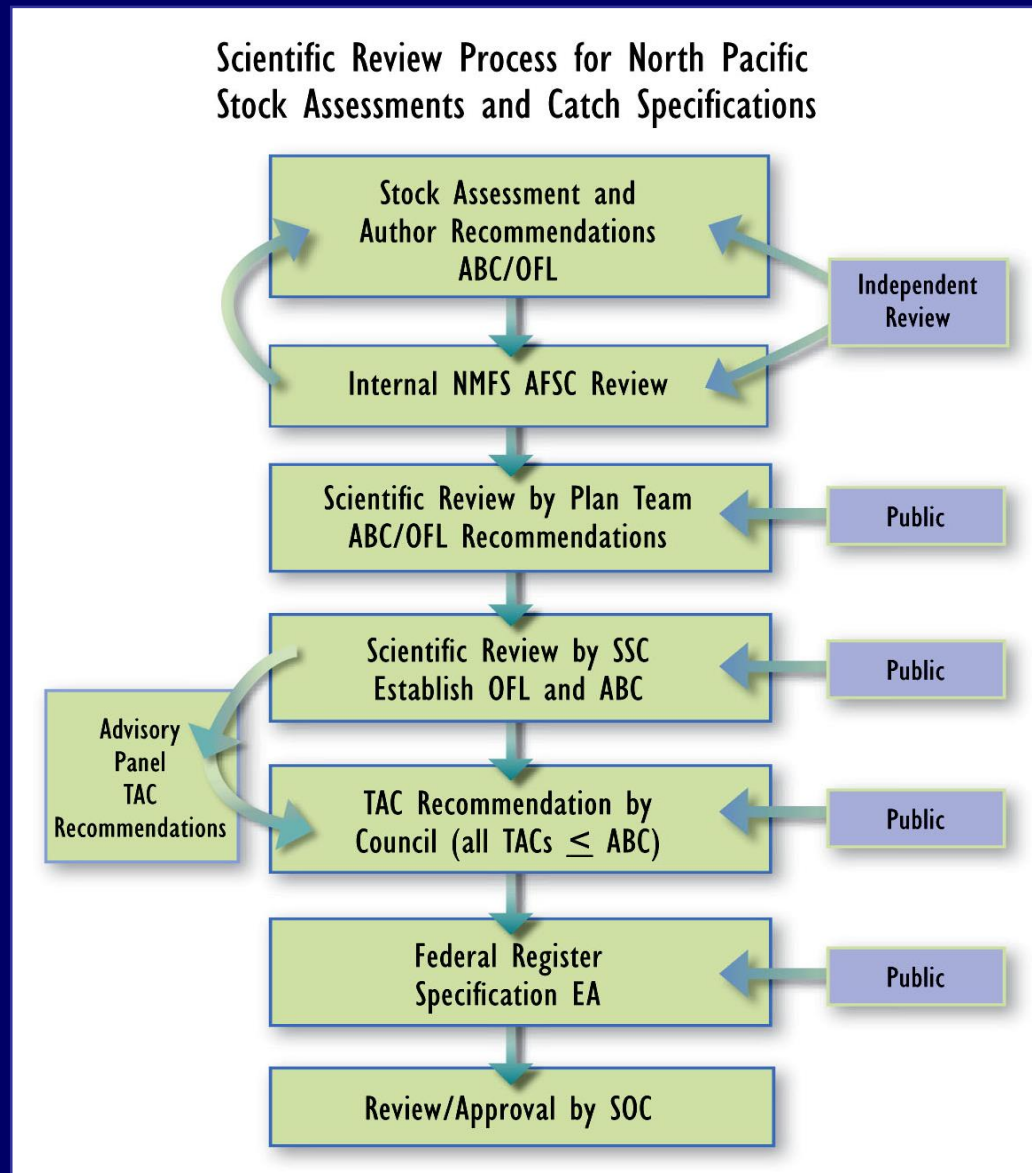 Scientific Review Process for North Pacific
Stock Assessments and Catch Specifications
Stock Assessment and
Author Recommendations
ABC/OFL
Independent
Review
Internal NMFS AFSC Review
Scientific Review by Plan Team
ABC/OFL Recommendations
Public
Scientific Review by SSC
Establish OFL and ABC
Public
Advisory
Panel
TAC
Recommendations
TAC Recommendation by
Council (all TACs ≤ ABC)
Public
Federal Register
Specification EA
Public
Review/Approval by SOC